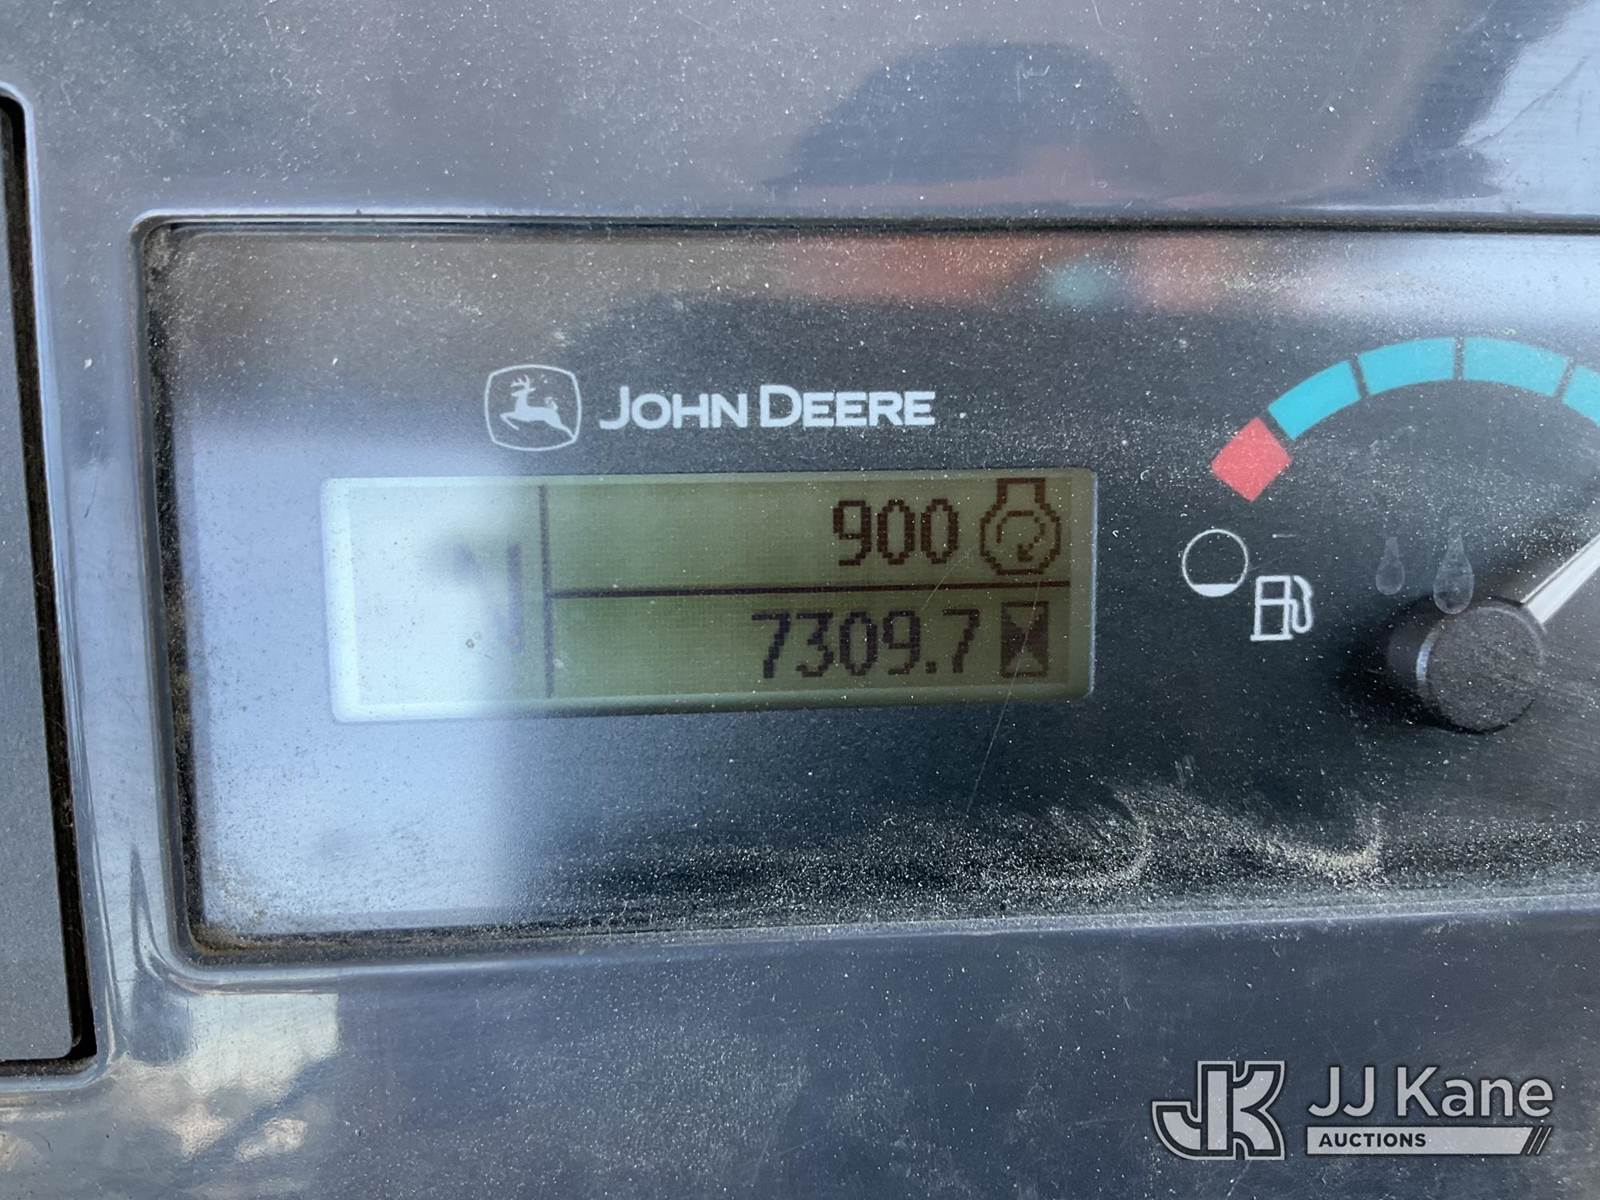 JOHN DEERE
900
7309.7
JJ Kane
AUCTIONS